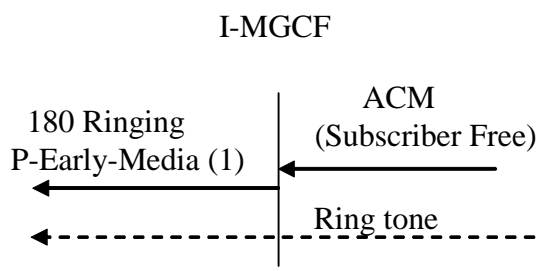 I-MGCF
ACM
(Subscriber Free)
180 Ringing
P-Early-Media (1)
Ring tone